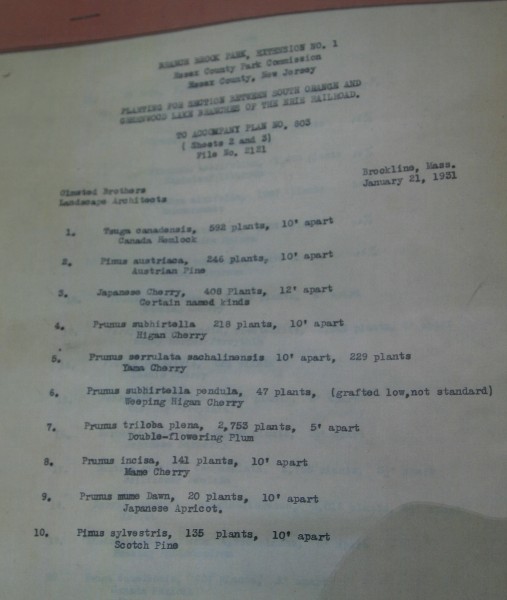 BRANCH BROOK PARK, EXTENSION NO. 1
Essex County Park Commission
Essex County, New Jersey
PLANTING FOR SECTION BETWEEN SOUTH ORANGE AND
GREENWOOD LAKE BRANCHES OF THE ERIE RAILROAD.
TO ACCOMPANY PLAN NO. 803
( Sheets 2 and 3)
File No. 2121
Brookline, Mass.
January 21, 1931
Olmsted Brothers
Landscape Architects
1. Tsuga canadensis, 592 plants, 10' apart
Canada Hemlock
2. Pinus austriaca, 246 plants, 10' apart
Austrian Pine
3. Japanese Cherry, 408 Plants, 12' apart
Certain named kinds
4. Prunus subhirtella 218 plants, 10' apart
Higan Cherry
5. Prunus serrulata sachalinensis 10' apart, 229 plants
Yama Cherry
6. Prunus subhirtella pendula, 47 plants, (grafted low,not standard)
Weeping Higan Cherry
7. Prunus triloba plena, 2,753 plants, 5' apart
Double-flowering Plum
8. Prunus incisa, 141 plants, 10' apart
Mame Cherry
9. Prunus mume Dawn, 20 plants, 10' apart
Japanese Apricot.
10. Pinus sylvestris, 135 plants, 10' apart
Scotch Pine